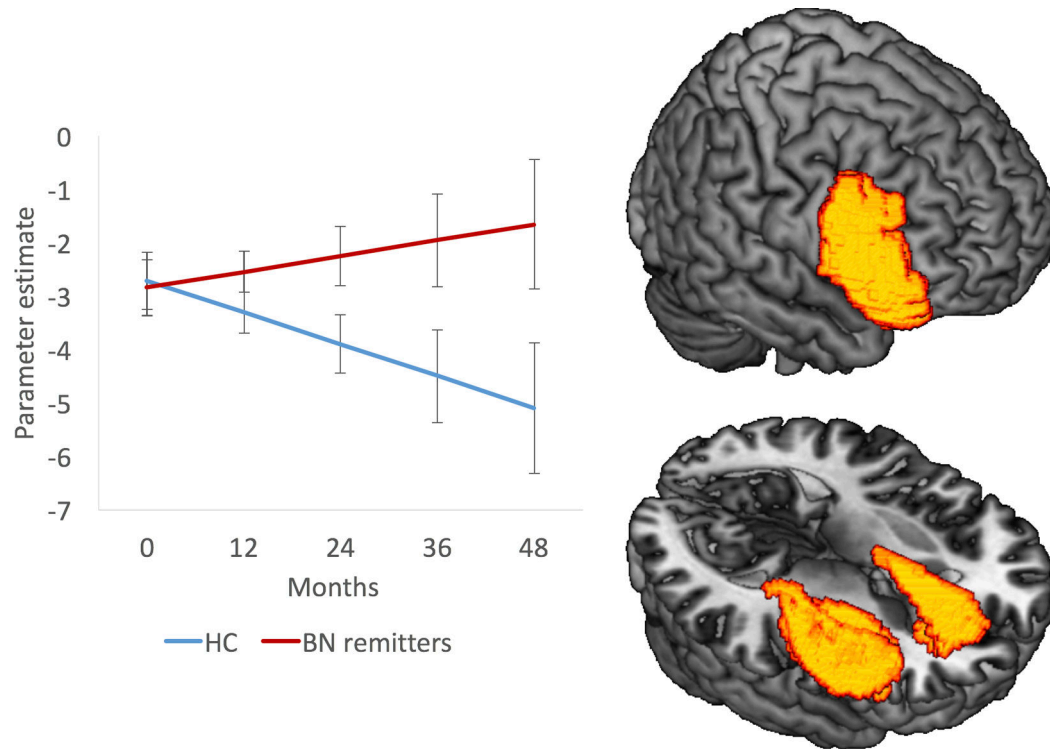 0
-1
-2
-3
-4
-5
-6
-7
Parameter estimate
0 12 24 36 48
Months
HC BN remitters